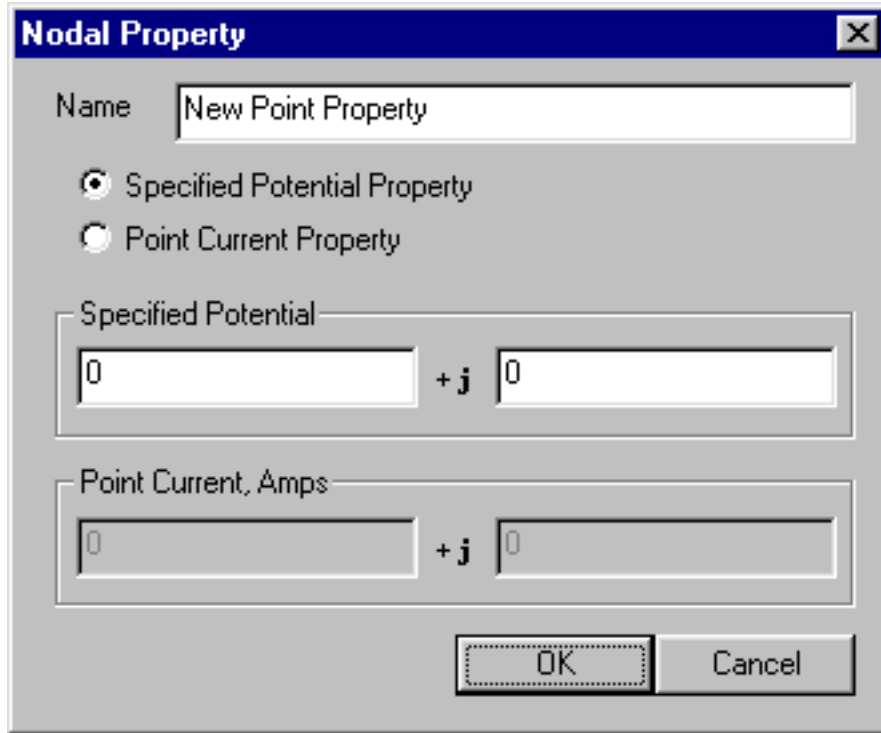 Nodal Property
Name New Point Property
Specified Potential Property
Point Current Property
Specified Potential
0 + j 0
Point Current, Amps
0 + j 0
OK Cancel